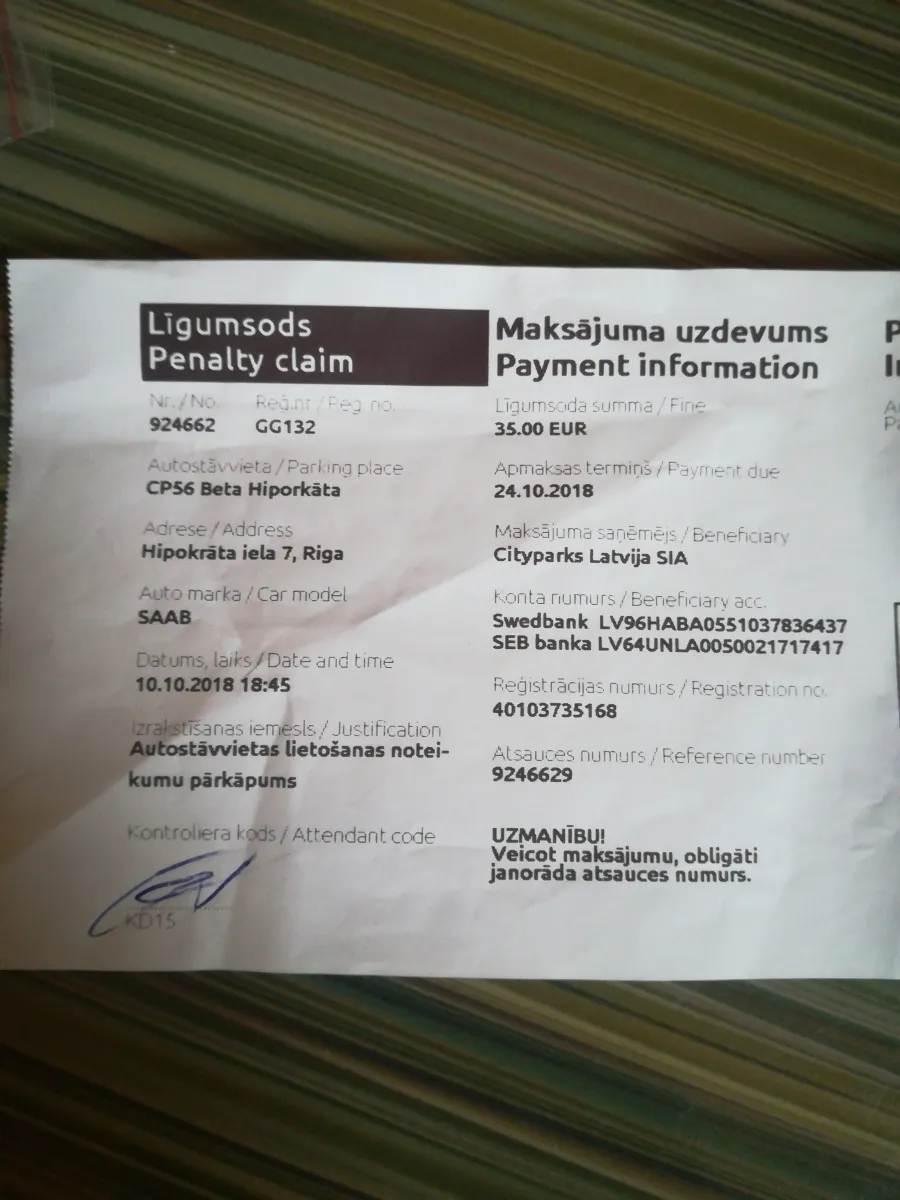 Līgumsods
Penalty claim
Nr./No. Reģ.nr/Reg no.
924662 GG132
Autostāvvieta/Parking place
CP56 Beta Hiporkāta
Adrese/Address
Hipokrāta iela 7, Riga
Auto marka/Car model
SAAB
Datums, laiks/Date and time
10.10.2018 18:45
Izrakstīšanas iemesls/Justification
Autostāvvietas lietošanas notei-
kumu pārkāpums
Kontroliera kods/Attendant code
KD15
Maksājuma uzdevums
Payment information
Līgumsoda summa/Fine
35.00 EUR
Apmaksas termiņš/Payment due
24.10.2018
Maksājuma saņēmējs/Beneficiary
Cityparks Latvija SIA
Konta numurs/Beneficiary acc.
Swedbank LV96HABA0551037836437
SEB banka LV64UNLA0050021717417
Reģistrācijas numurs/Registration no.
40103735168
Atsauces numurs/Reference number
9246629
UZMANĪBU!
Veicot maksājumu, obligāti
janorāda atsauces numurs.